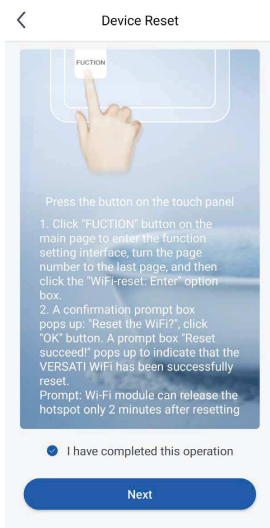 Device Reset
FUCTION
Press the button on the touch panel
1. Click "FUCTION" button on the
main page to enter the function
setting interface, turn the page
number to the last page, and then
click the "WiFi-reset: Enter" option
box.
2. A confirmation prompt box
pops up: "Reset the WiFi?", click
"OK" button. A prompt box "Reset
succeed!" pops up to indicate that the
VERSATI WiFi has been successfully
reset.
Prompt: Wi-Fi module can release the
hotspot only 2 minutes after resetting
I have completed this operation
Next